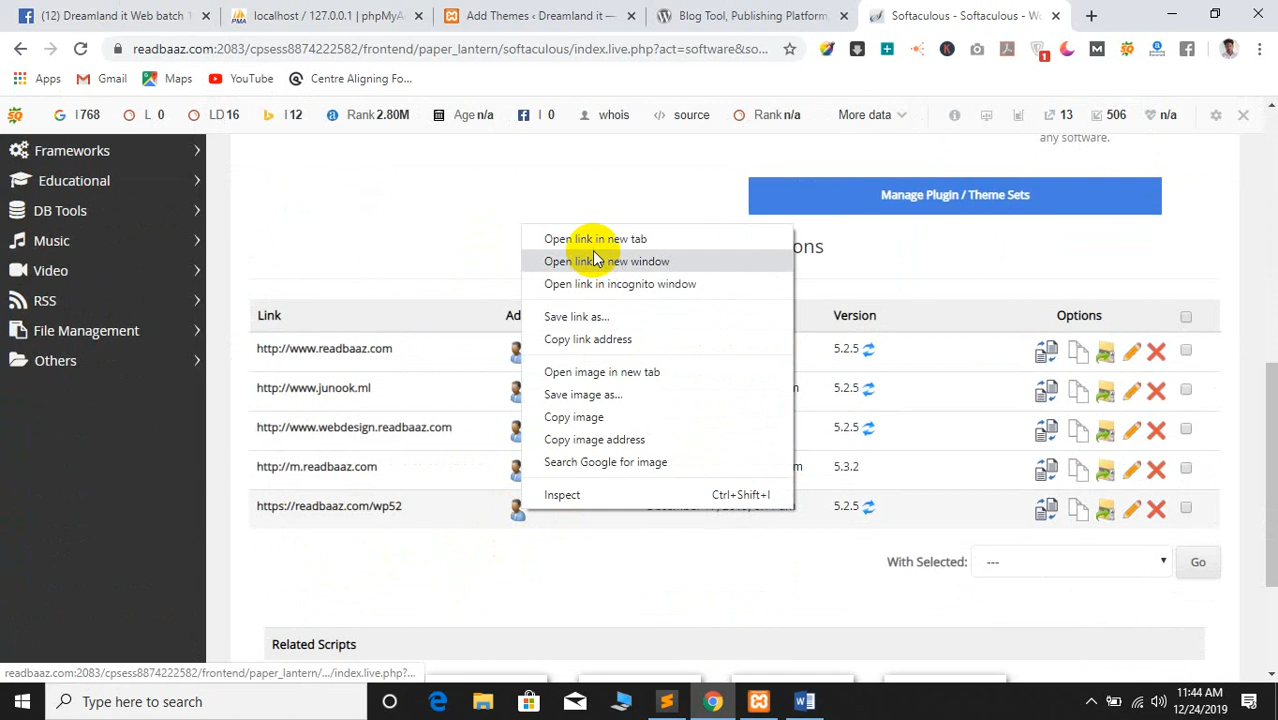 (12) Dreamland it Web batch 1
localhost / 127.0.0.1 | phpMyA
Add Themes ‹ Dreamland it —
Blog Tool, Publishing Platform,
Softaculous - Softaculous - Wo
readbaaz.com:2083/cpsess8874222582/frontend/paper_lantern/softaculous/index.live.php?act=software&so...
Apps
Gmail
Maps
YouTube
Centre Aligning Fo...
I 768
L 0
LD 16
I 12
Rank 2.80M
Age n/a
I 0
whois
source
Rank n/a
More data
13
506
n/a
Frameworks
Educational
DB Tools
Music
Video
RSS
File Management
Others
any software.
Manage Plugin / Theme Sets
ons
Link
Ad
Version
Options
http://www.readbaaz.com
5.2.5
http://www.junook.ml
5.2.5
http://www.webdesign.readbaaz.com
5.2.5
http://m.readbaaz.com
5.3.2
https://readbaaz.com/wp52
5.2.5
Open link in new tab
Open link in new window
Open link in incognito window
Save link as...
Copy link address
Open image in new tab
Save image as...
Copy image
Copy image address
Search Google for image
Inspect Ctrl+Shift+I
With Selected:
---
Go
Related Scripts
readbaaz.com:2083/cpsess8874222582/frontend/paper_lantern/.../index.live.php?...
Type here to search
11:44 AM
12/24/2019